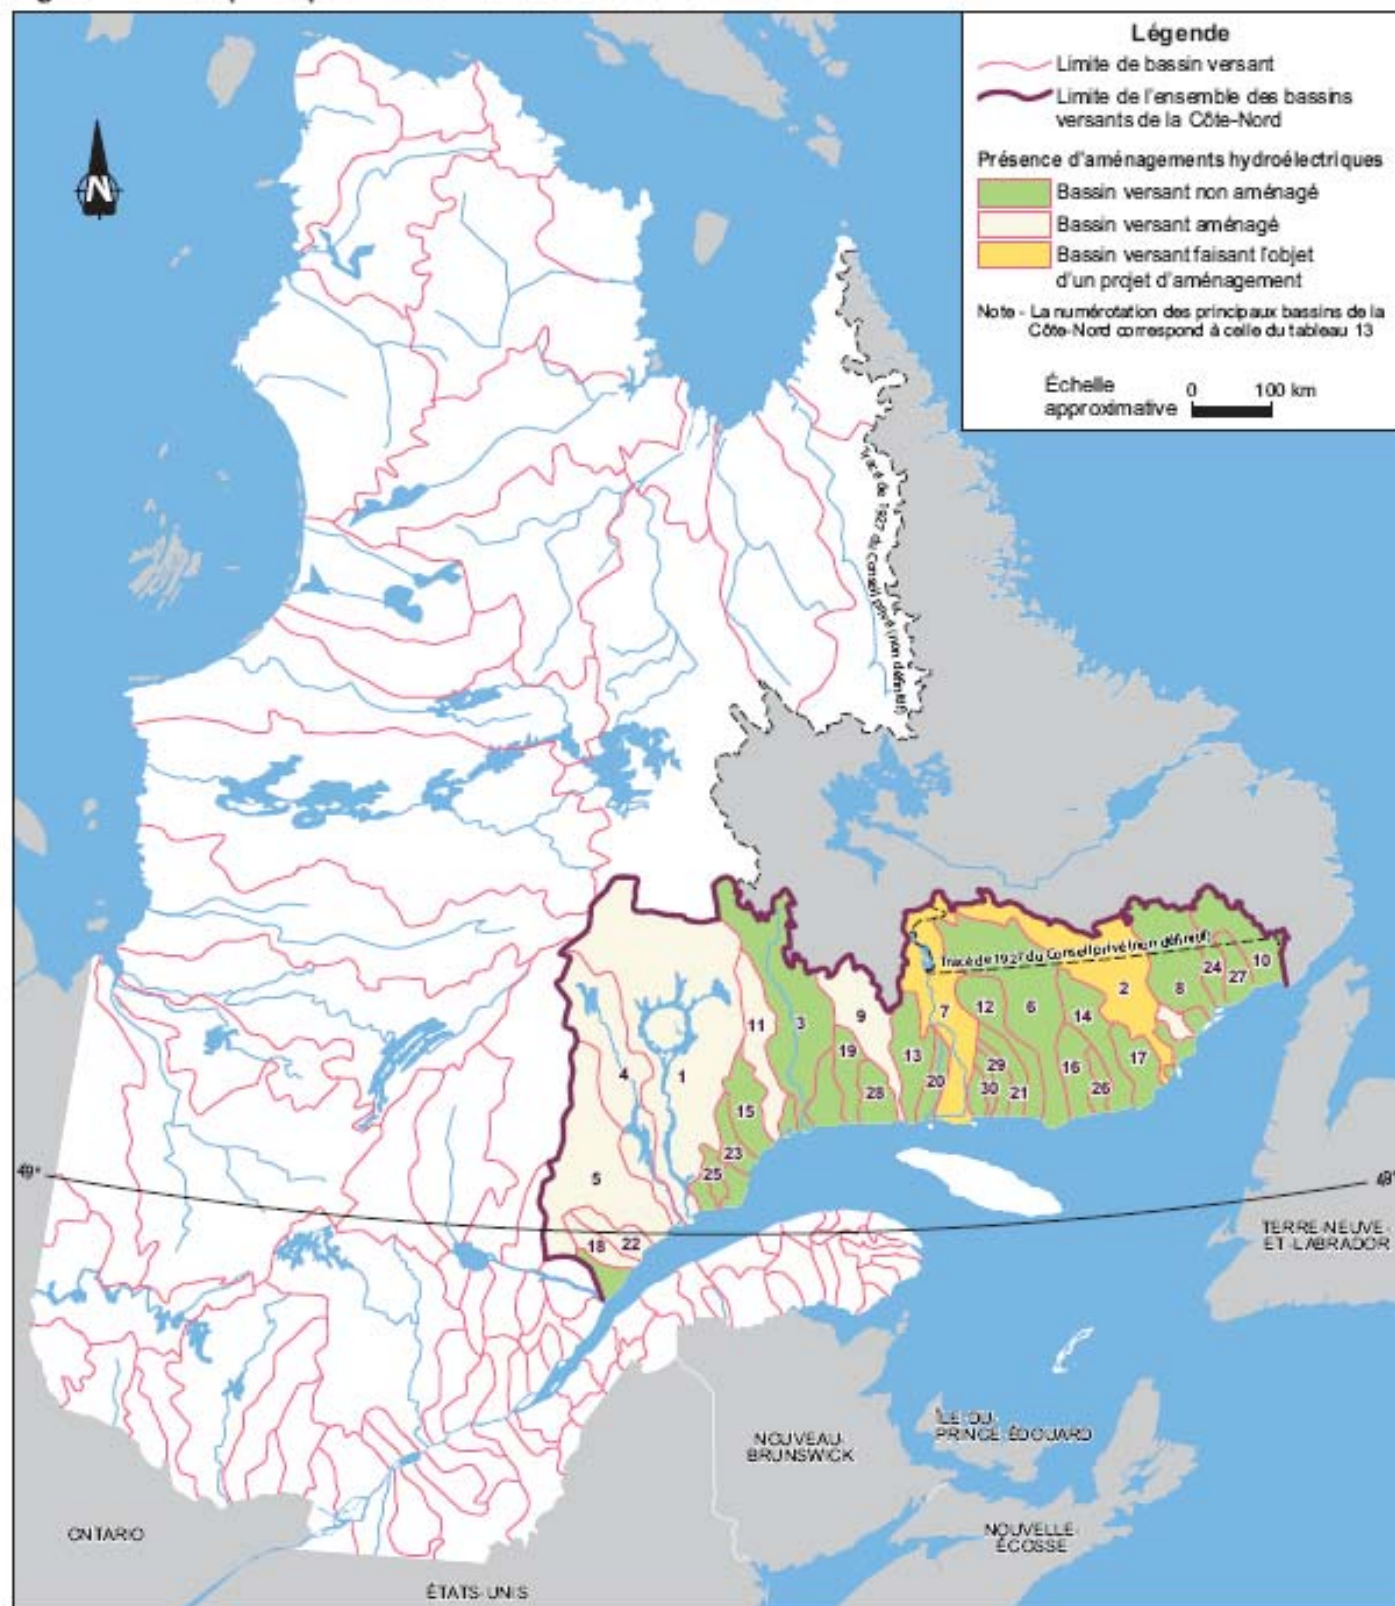 Légende
Limite de bassin versant
Limite de l'ensemble des bassins
versants de la Côte-Nord
Présence d'aménagements hydroélectriques
Bassin versant non aménagé
Bassin versant aménagé
Bassin versant faisant l'objet
d'un projet d'aménagement
Note - La numérotation des principaux bassins de la
Côte-Nord correspond à celle du tableau 13
Échelle
approximative
0 100 km
N
Tracé de 1927 du Conseil privé (non définitif)
Tracé de 1927 du Conseil privé (non définitif)
10
24
27
2
8
11
3
9
7
12
6
14
4
1
19
13
29
16
17
28
20
30
21
26
15
23
25
5
18
22
49°
49°
TERRE-NEUVE-
ET-LABRADOR
ÎLE-DU-
PRINCE-ÉDOUARD
NOUVEAU-
BRUNSWICK
NOUVELLE-
ÉCOSSE
ONTARIO
ÉTATS-UNIS